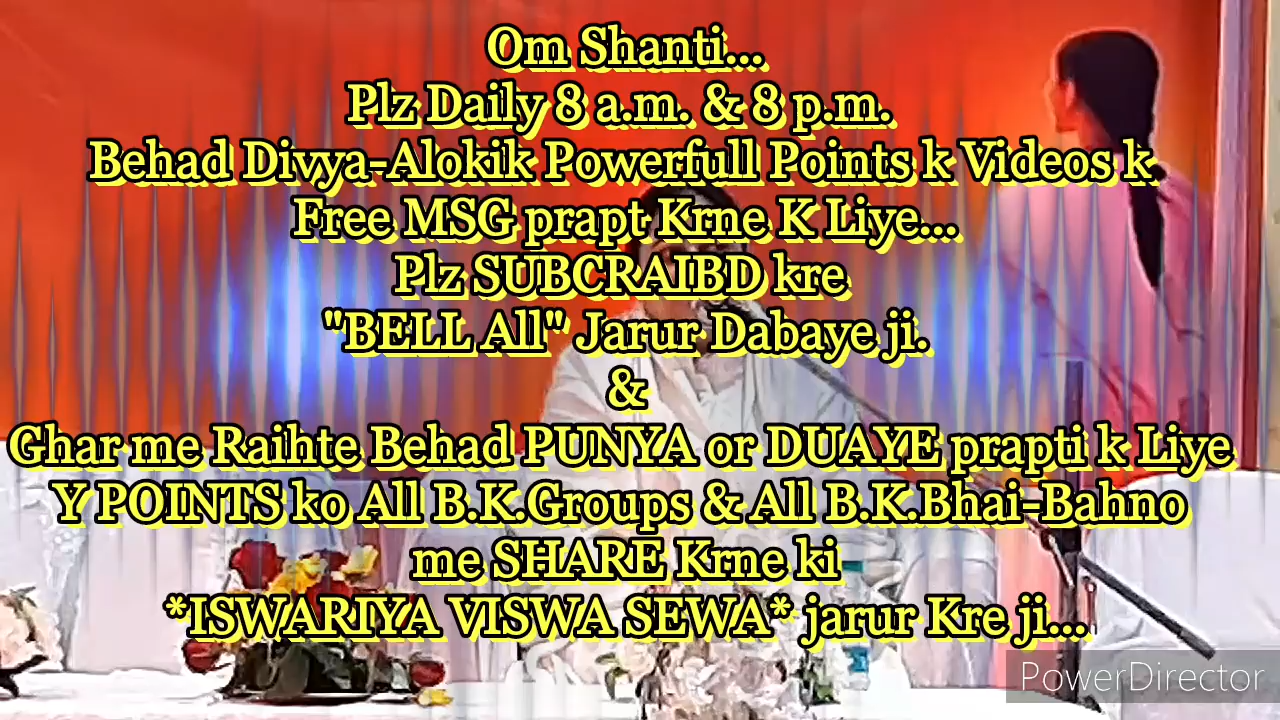 Om Shanti...
Plz Daily 8 a.m. & 8 p.m.
Behad Divya-Alokik Powerfull Points k Videos k
Free MSG prapt Krne K Liye...
Plz SUBCRAIBD kre
"BELL All" Jarur Dabaye ji.
&
Ghar me Raihte Behad PUNYA or DUAYE prapti k Liye
Y POINTS ko All B.K.Groups & All B.K.Bhai-Bahno
me SHARE Krne ki
*ISWARIYA VISWA SEWA* jarur Kre ji...
PowerDirector